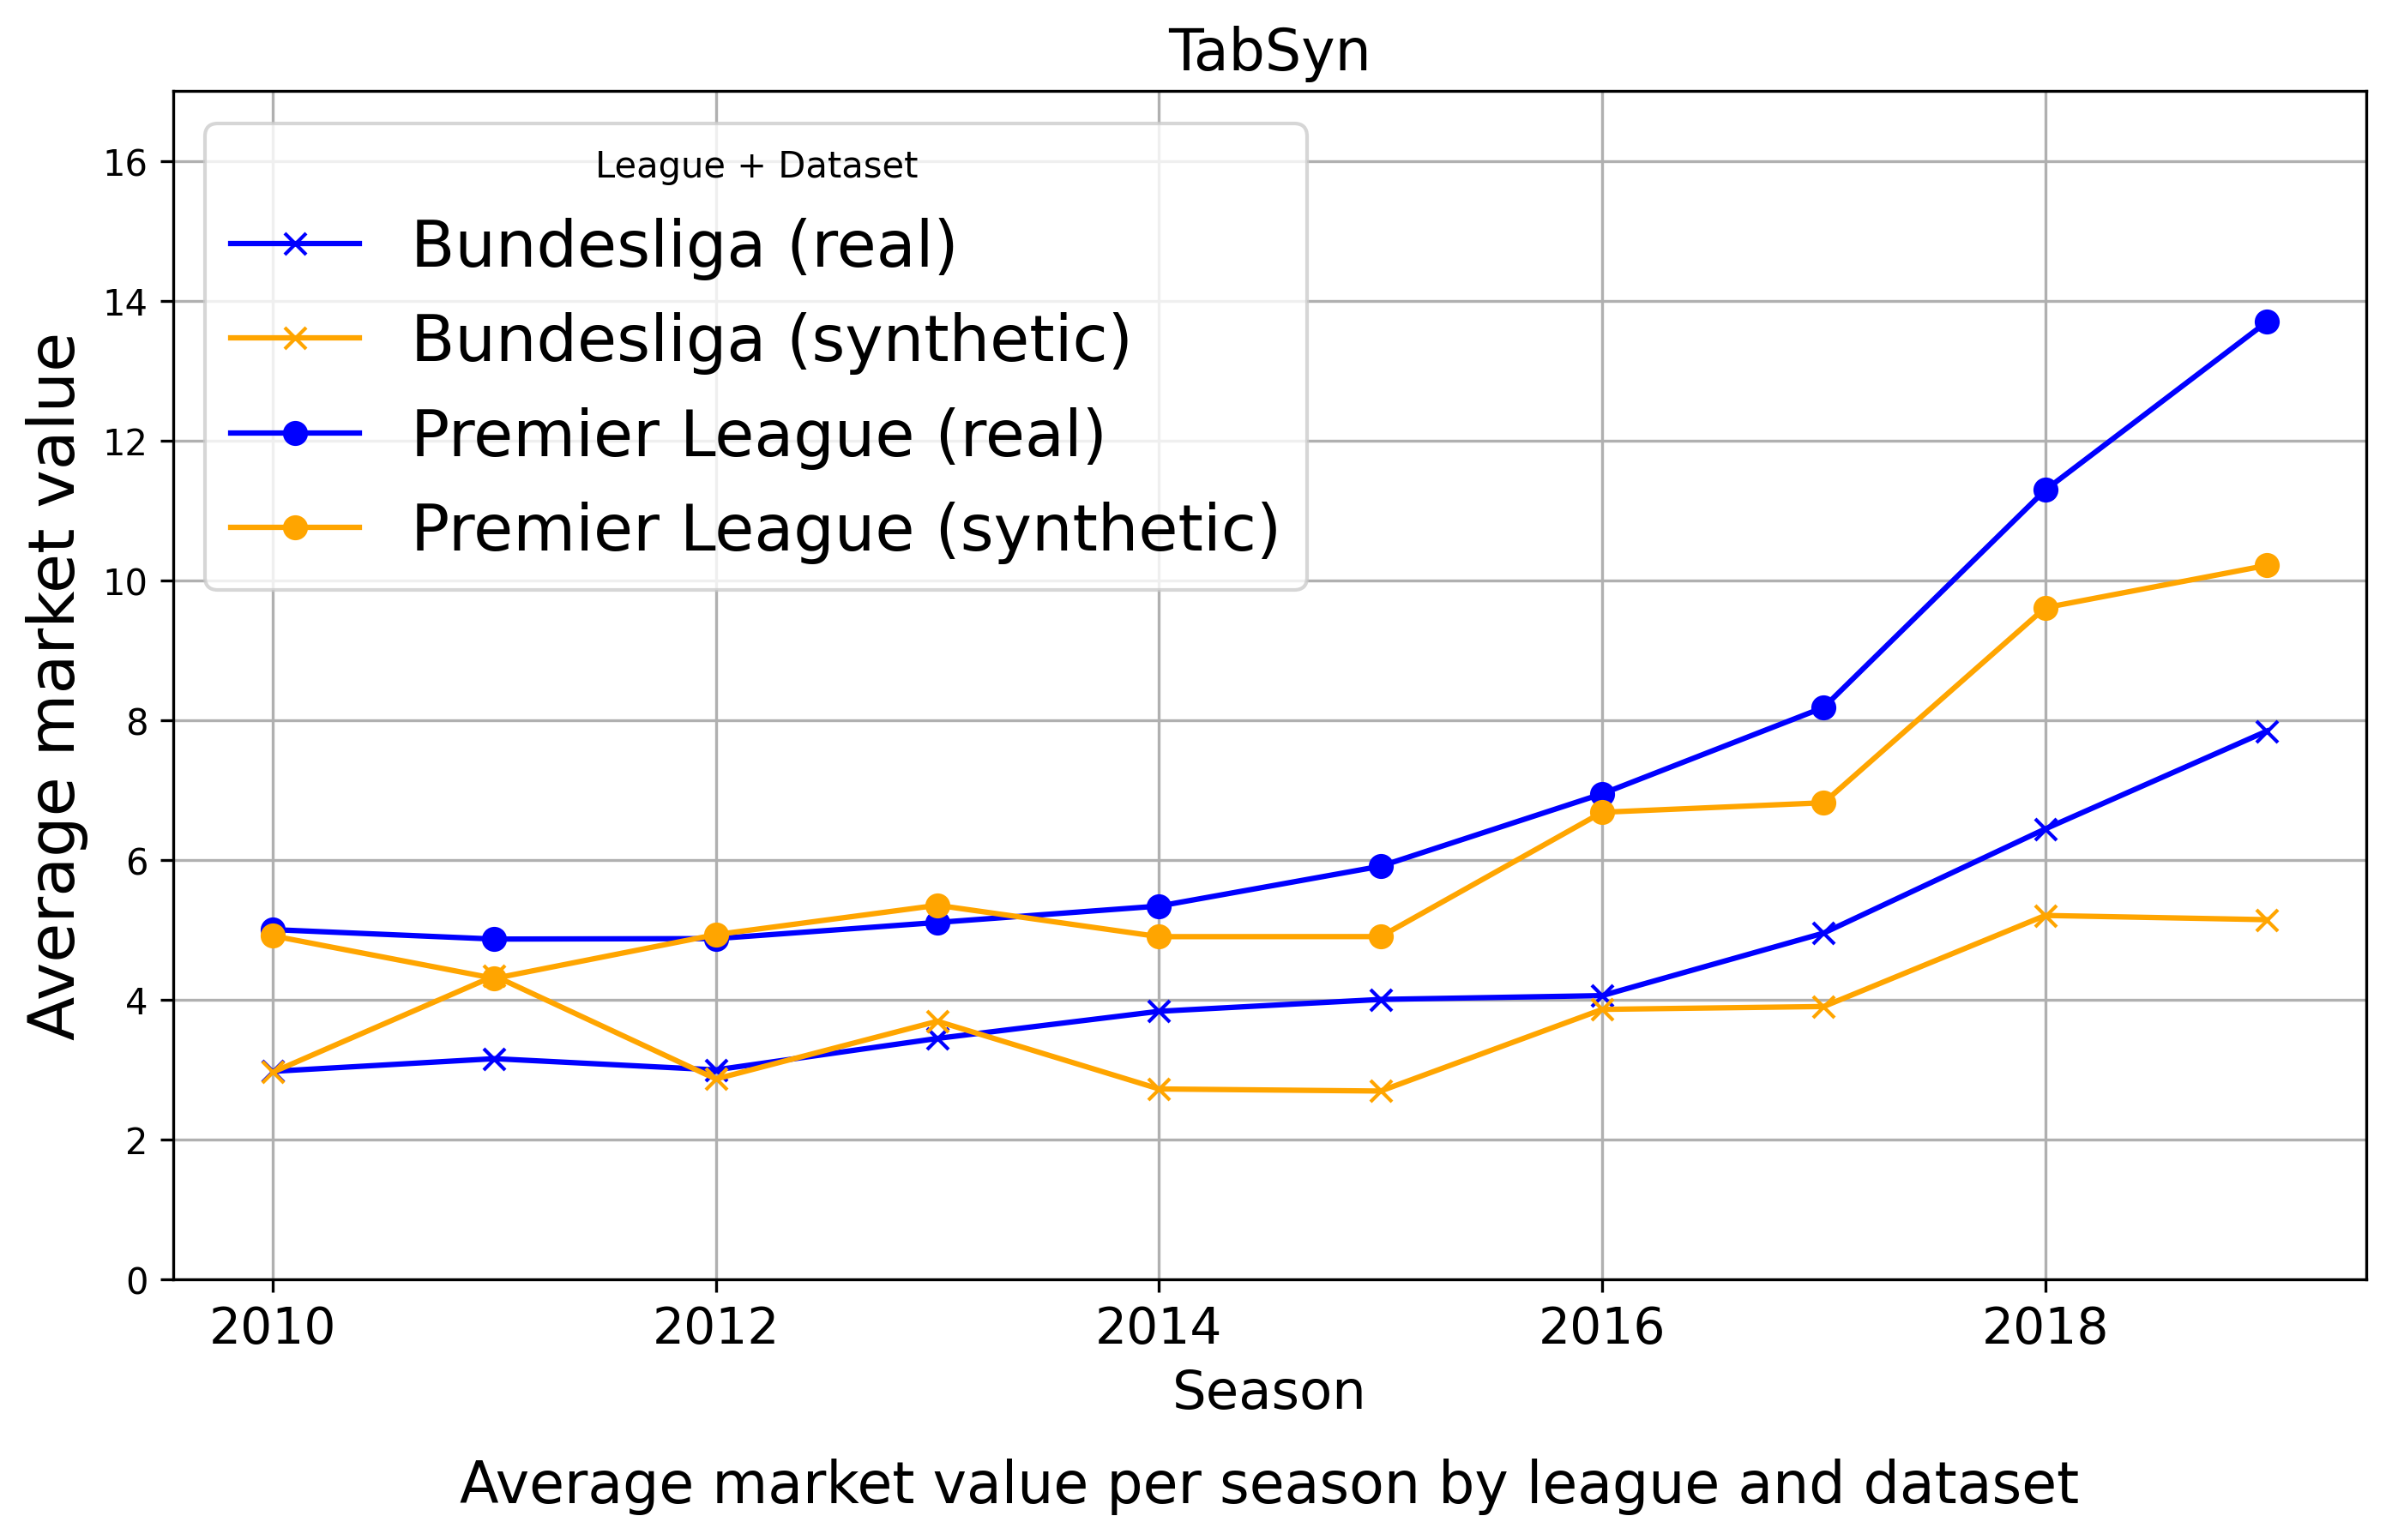 TabSyn
League + Dataset
Bundesliga (real)
Bundesliga (synthetic)
Premier League (real)
Premier League (synthetic)
Average market value
16
14
12
10
8
6
4
2
0
2010 2012 2014 2016 2018
Season
Average market value per season by league and dataset